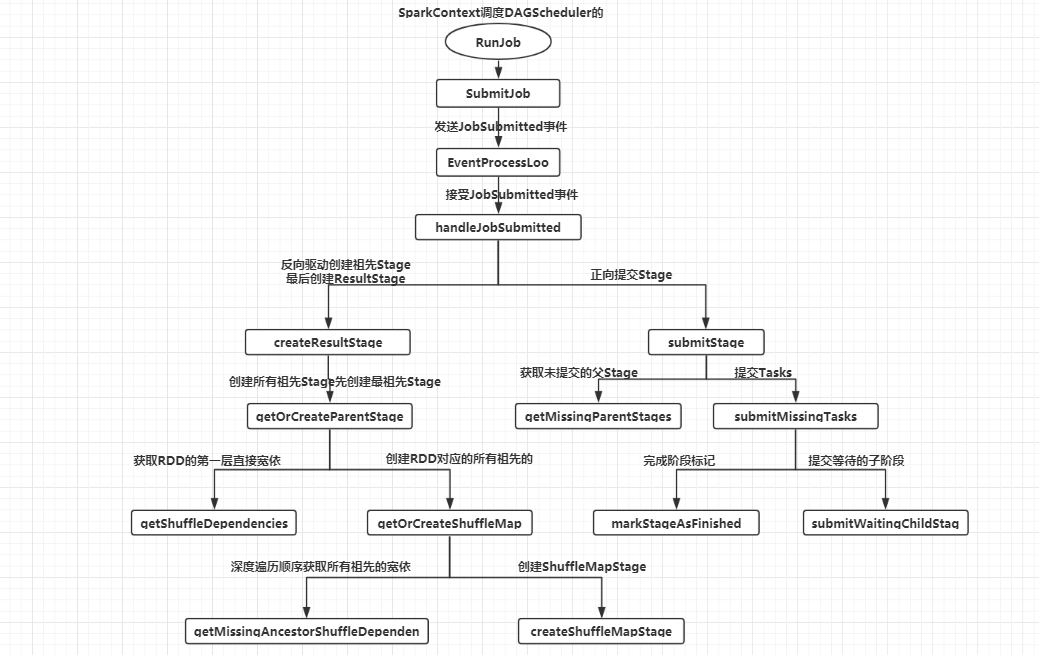 SparkContext调度DAGScheduler的
RunJob
SubmitJob
发送JobSubmitted事件
EventProcessLoo
接受JobSubmitted事件
handleJobSubmitted
反向驱动创建祖先Stage
最后创建ResultStage
正向提交Stage
createResultStage
submitStage
创建所有祖先Stage先创建最祖先Stage
获取未提交的父Stage
提交Tasks
getOrCreateParentStage
getMissingParentStages
submitMissingTasks
获取RDD的第一层直接宽依
创建RDD对应的所有祖先的
完成阶段标记
提交等待的子阶段
getShuffleDependencies
getOrCreateShuffleMap
markStageAsFinished
submitWaitingChildStag
深度遍历顺序获取所有祖先的宽依
创建ShuffleMapStage
getMissingAncestorShuffleDependen
createShuffleMapStage